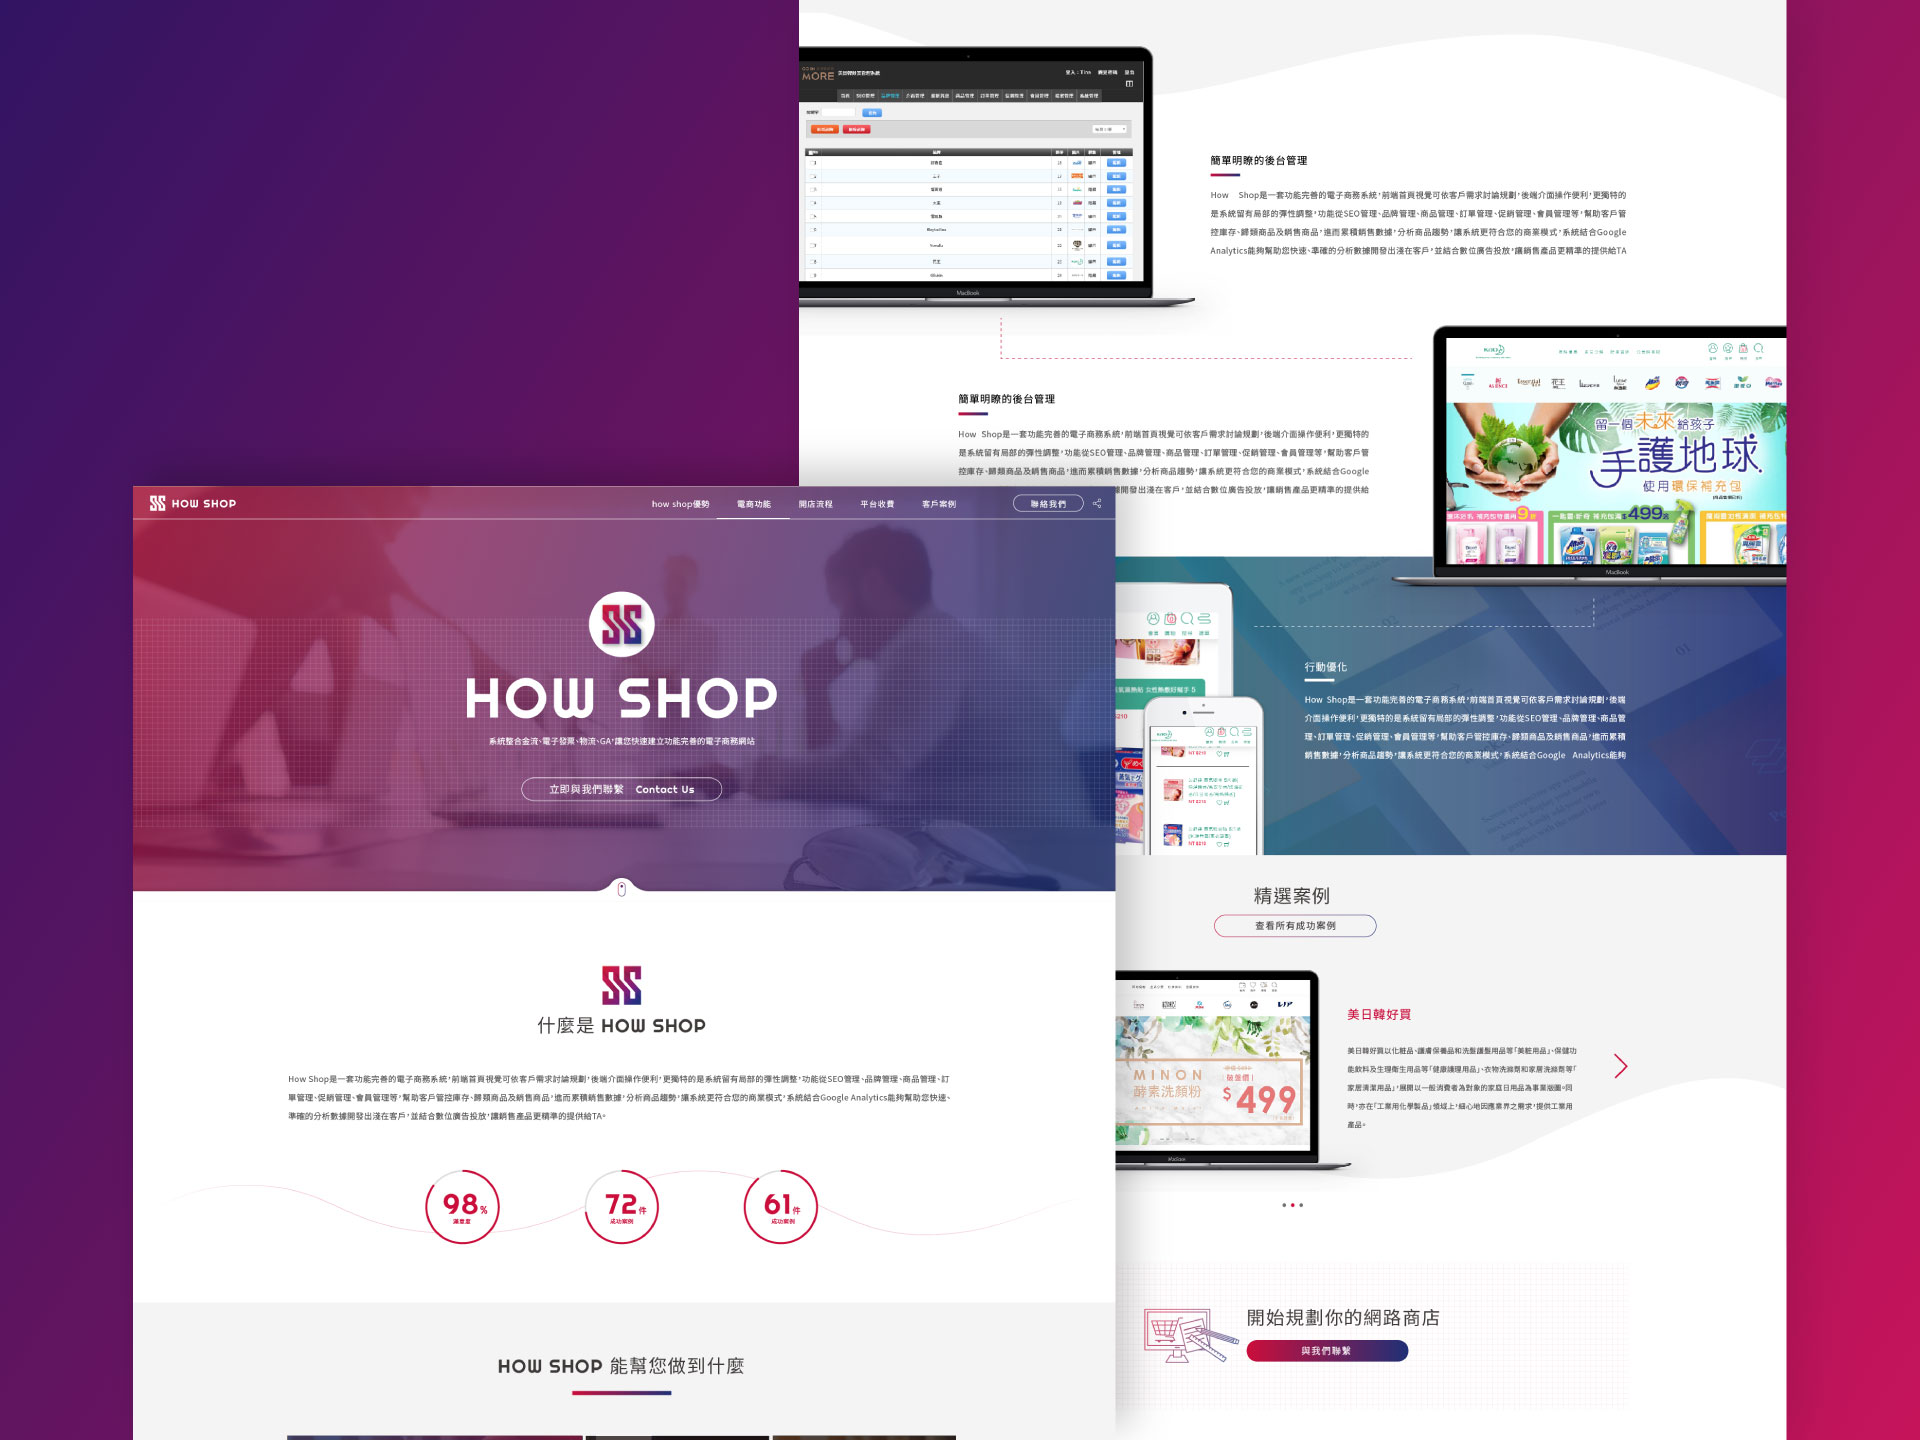 HOW SHOP
how shop優勢 電商功能 開店流程 平台收費 客戶案例 聯絡我們
HOW SHOP
系統整合金流、電子發票、物流、GA,讓您快速建立功能完善的電子商務網站
立即與我們聯繫 Contact Us
什麼是 HOW SHOP
How Shop是一套功能完善的電子商務系統,前端首頁視覺可依客戶需求討論規劃,後端介面操作便利,更獨特的是系統留有局部的彈性調整,功能從SEO管理、品牌管理、商品管理、訂
單管理、促銷管理、會員管理等,幫助客戶管控庫存、歸類商品及銷售商品,進而累積銷售數據,分析商品趨勢,讓系統更符合您的商業模式,系統結合Google Analytics能夠幫助您快速、
準確的分析數據開發出淺在客戶,並結合數位廣告投放,讓銷售產品更精準的提供給TA。
98%
滿意度
72件
成功案例
61件
成功案例
HOW SHOP 能幫您做到什麼
MORE
MacBook
簡單明瞭的後台管理
How Shop是一套功能完善的電子商務系統,前端首頁視覺可依客戶需求討論規劃,後端介面操作便利,更獨特的
是系統留有局部的彈性調整,功能從SEO管理、品牌管理、商品管理、訂單管理、促銷管理、會員管理等,幫助客戶管
控庫存、歸類商品及銷售商品,進而累積銷售數據,分析商品趨勢,讓系統更符合您的商業模式,系統結合Google
Analytics能夠幫助您快速、準確的分析數據開發出淺在客戶,並結合數位廣告投放,讓銷售產品更精準的提供給TA
簡單明瞭的後台管理
How Shop是一套功能完善的電子商務系統,前端首頁視覺可依客戶需求討論規劃,後端介面操作便利,更獨特的
是系統留有局部的彈性調整,功能從SEO管理、品牌管理、商品管理、訂單管理、促銷管理、會員管理等,幫助客戶管
控庫存、歸類商品及銷售商品,進而累積銷售數據,分析商品趨勢,讓系統更符合您的商業模式,系統結合Google
開發出淺在客戶,並結合數位廣告投放,讓銷售產品更精準的提供給
留一個未來給孩子
手護地球
使用環保補充包
$499
MacBook
行動優化
How Shop是一套功能完善的電子商務系統,前端首頁視覺可依客戶需求討論規劃,後端
介面操作便利,更獨特的是系統留有局部的彈性調整,功能從SEO管理、品牌管理、商品管
理、訂單管理、促銷管理、會員管理等,幫助客戶管控庫存、歸類商品及銷售商品,進而累積
銷售數據,分析商品趨勢,讓系統更符合您的商業模式,系統結合Google Analytics能夠
精選案例
查看所有成功案例
MINON
酵素洗顏粉
$499
MacBook
美日韓好買
美日韓好買以化粧品、護膚保養品和洗髮護髮用品等「美粧用品」、保健功
能飲料及生理衛生用品等「健康護理用品」、衣物洗滌劑和家居洗滌劑等「
家居清潔用品」,展開以一般消費者為對象的家庭日用品為事業版圖。同
時,亦在「工業用化學製品」領域上,細心地因應業界之需求,提供工業用
產品。
開始規劃你的網路商店
與我們聯繫